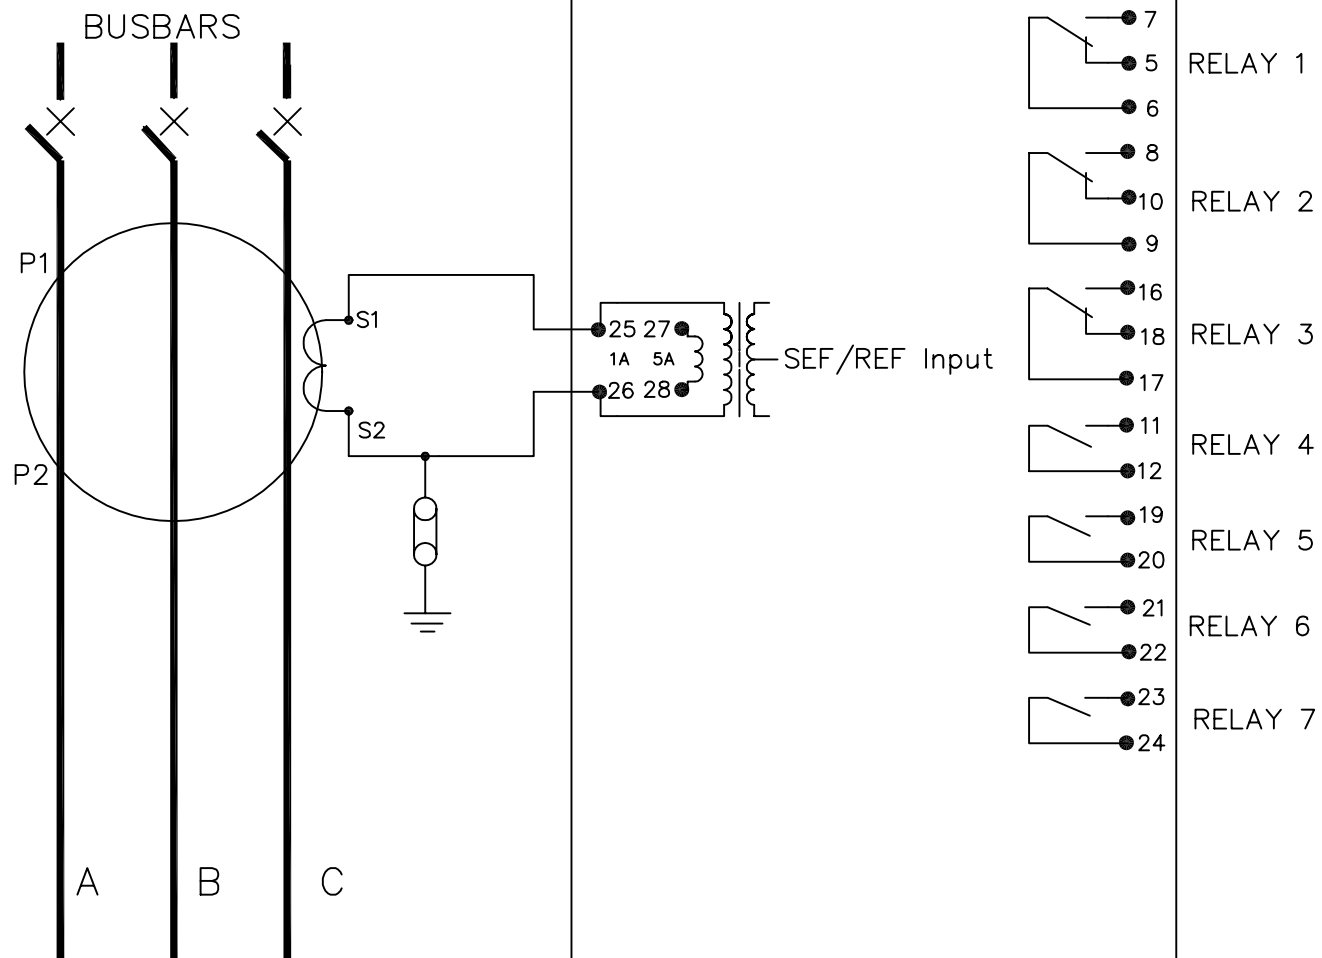 BUSBARS
P1
P2
S1
S2
A
B
C
25 27
1A 5A
26 28
SEF/REF Input
7
5
6
RELAY 1
8
10
9
RELAY 2
16
18
17
RELAY 3
11
12
RELAY 4
19
20
RELAY 5
21
22
RELAY 6
23
24
RELAY 7